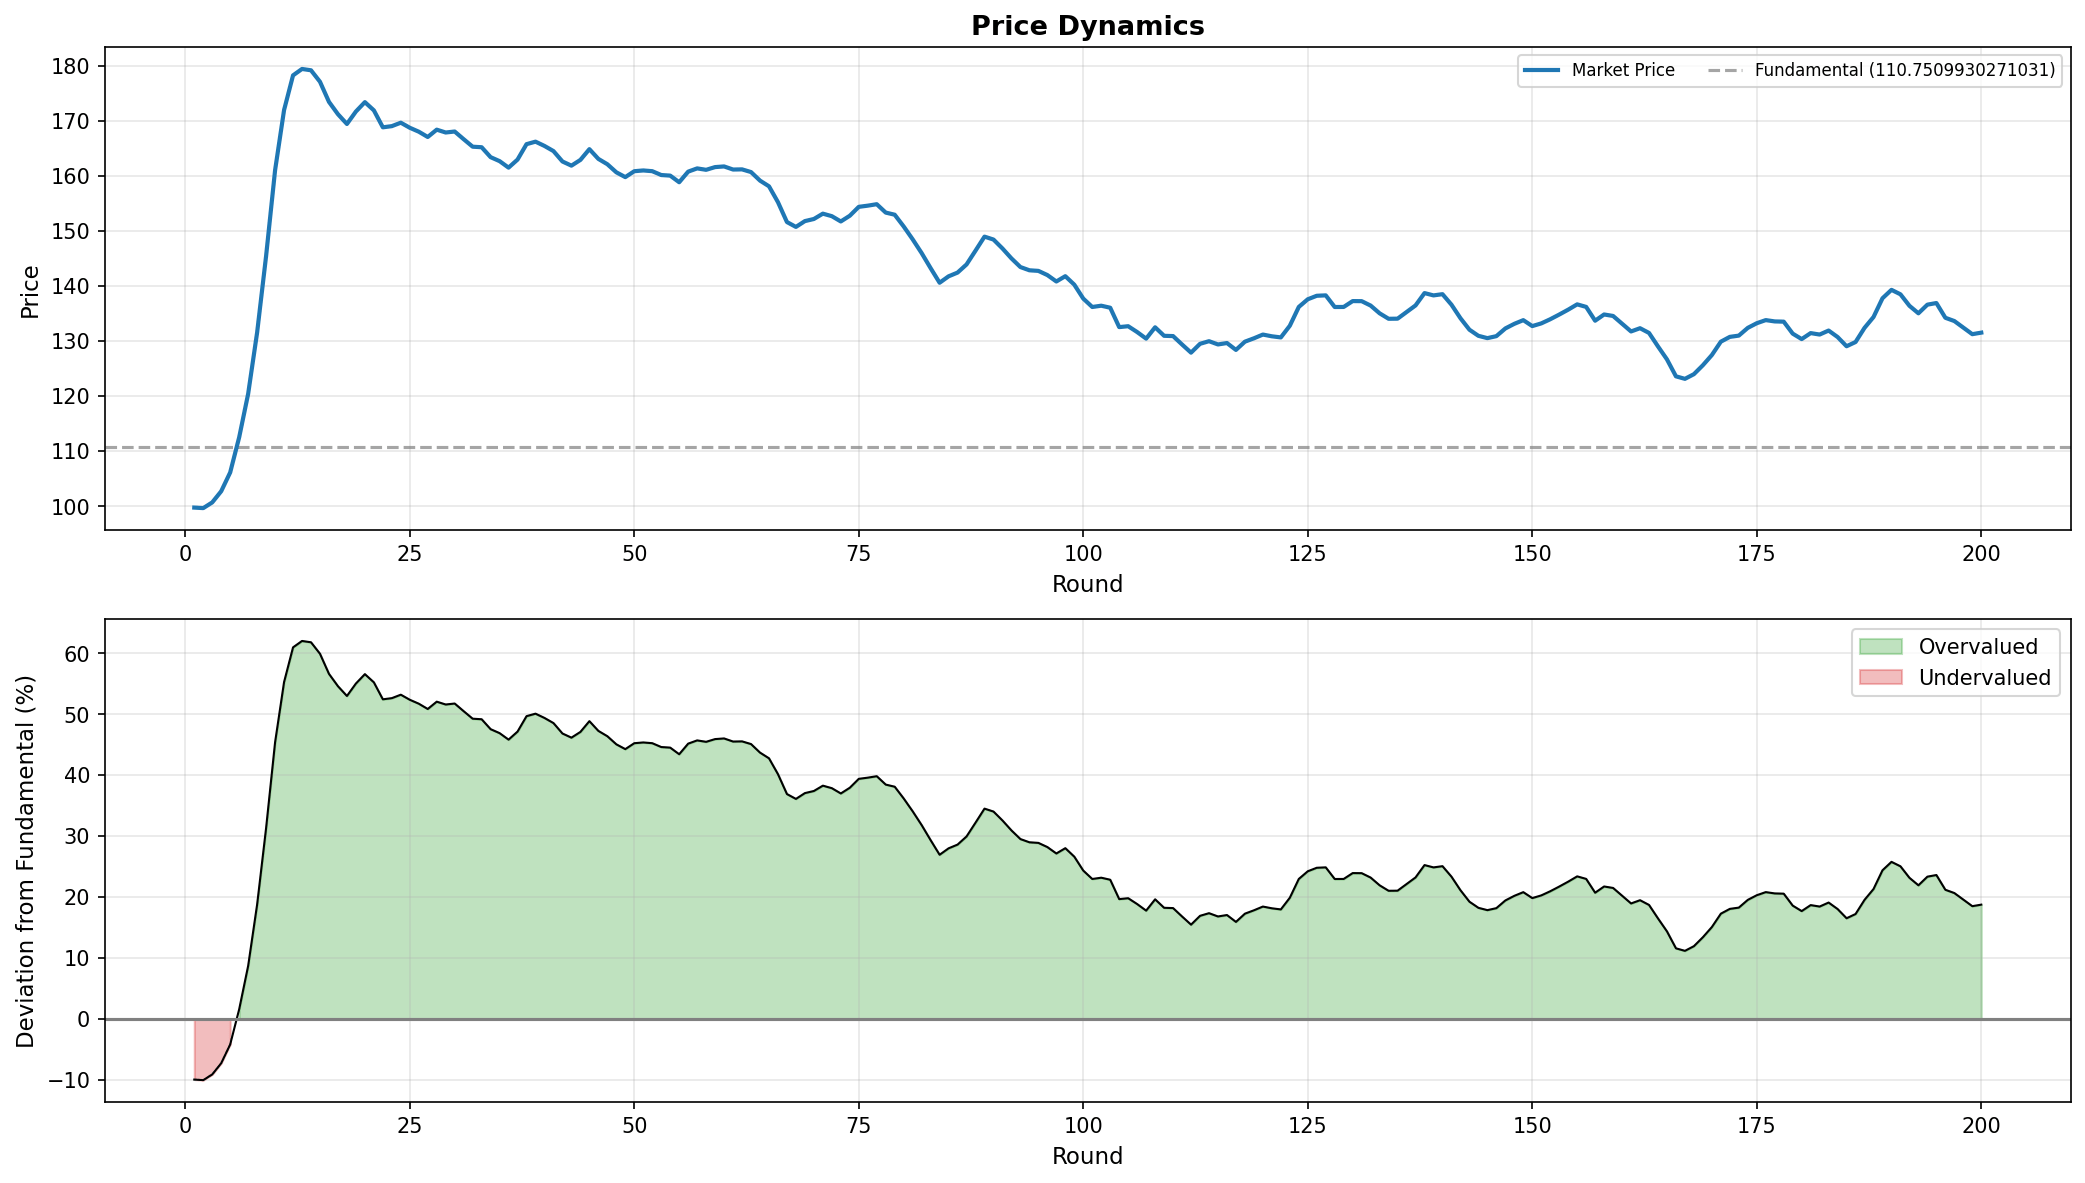 Price Dynamics
Market Price
Fundamental (110.7509930271031)
Price
180
170
160
150
140
130
120
110
100
0 25 50 75 100 125 150 175 200
Round
Overvalued
Undervalued
Deviation from Fundamental (%)
60
50
40
30
20
10
0
−10
0 25 50 75 100 125 150 175 200
Round